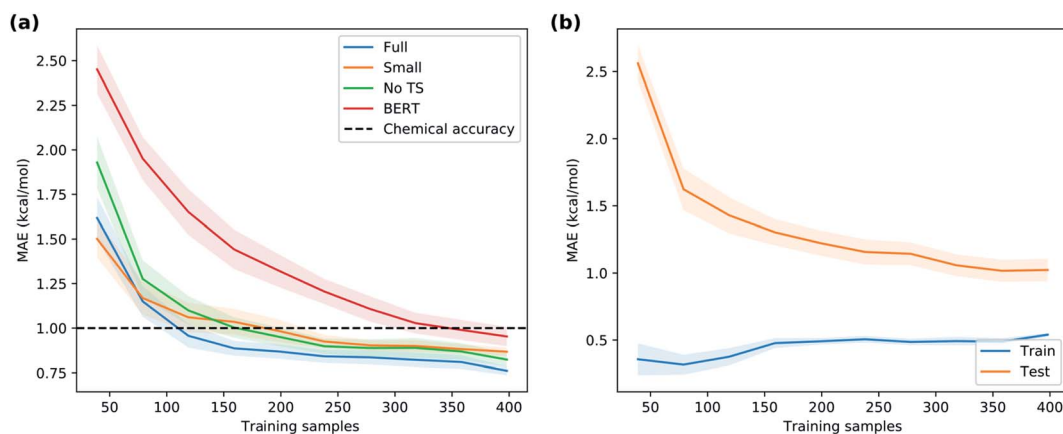 (a)
2.50
2.25
2.00
1.75
1.50
1.25
1.00
0.75
MAE (kcal/mol)
Full
Small
No TS
BERT
Chemical accuracy
50 100 150 200 250 300 350 400
Training samples
(b)
2.5
2.0
1.5
1.0
0.5
MAE (kcal/mol)
Train
Test
50 100 150 200 250 300 350 400
Training samples